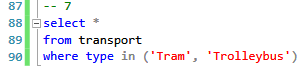 87 -- 7
88 select *
89 from transport
90 where type in ('Tram', 'Trolleybus')